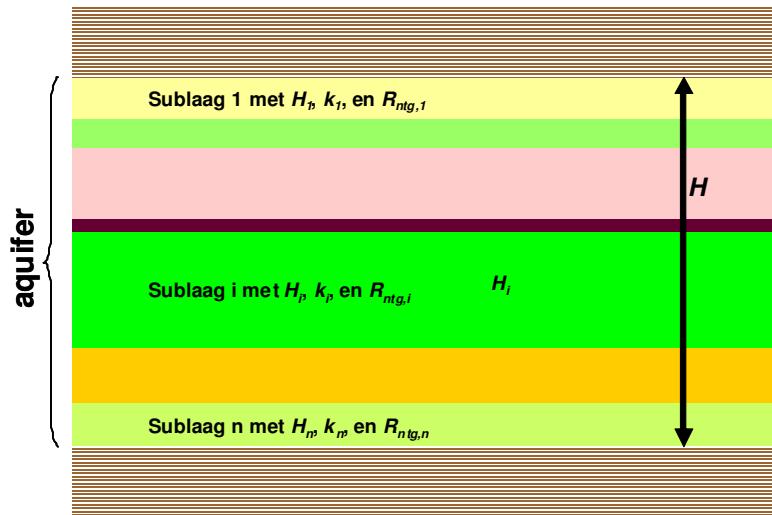 Sublaag 1 met H₁, k₁, en Rntg,1
H
aquifer
Sublaag i met Hᵢ, kᵢ, en Rntg,i
Hᵢ
Sublaag n met Hₙ, kₙ, en Rntg,n